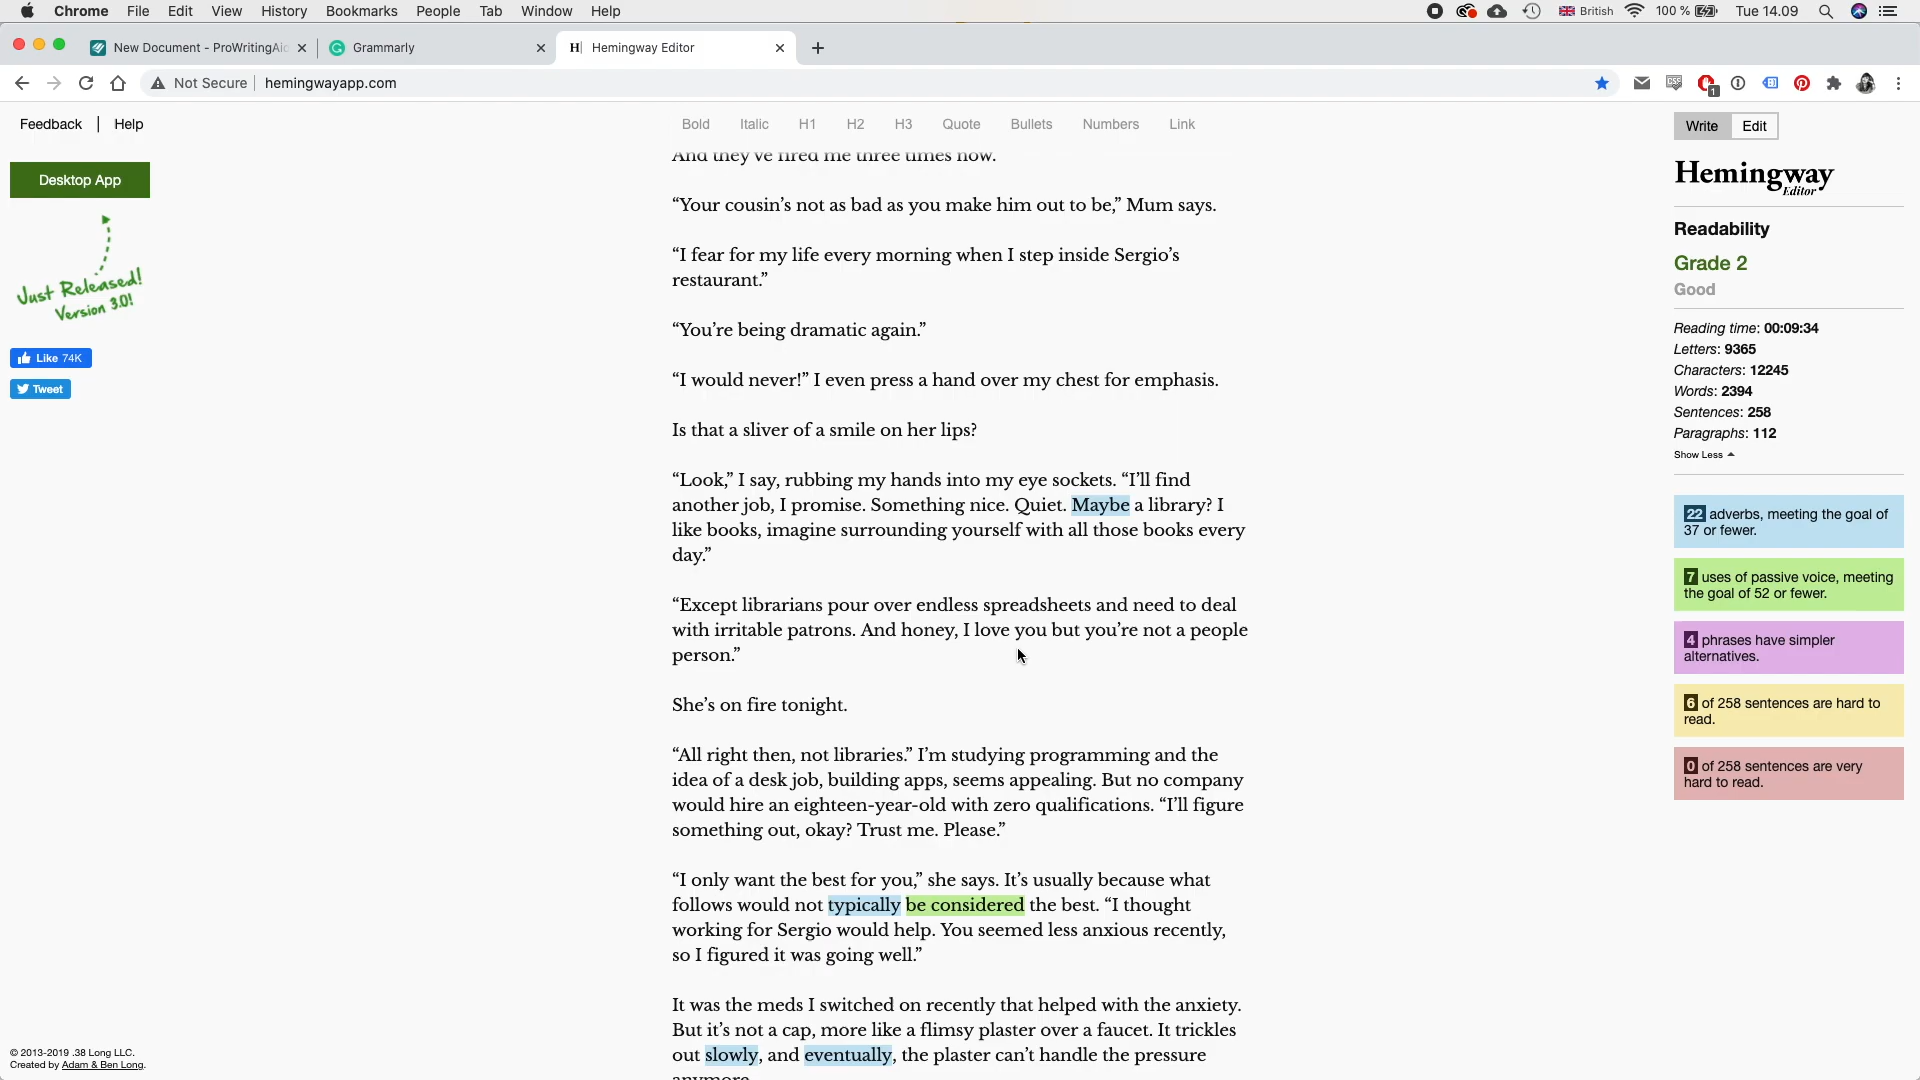 Chrome File Edit View History Bookmarks People Tab Window Help British 100 % Tue 14.09
New Document - ProWritingAid Grammarly H| Hemingway Editor
Not Secure hemingwayapp.com
CSS 1
Feedback | Help Bold Italic H1 H2 H3 Quote Bullets Numbers Link Write Edit
Desktop App
Just Released!
Version 3.0!
Like 74K
Tweet
And they've fired me three times now.
“Your cousin’s not as bad as you make him out to be,” Mum says.
“I fear for my life every morning when I step inside Sergio’s
restaurant.”
“You’re being dramatic again.”
“I would never!” I even press a hand over my chest for emphasis.
Is that a sliver of a smile on her lips?
“Look,” I say, rubbing my hands into my eye sockets. “I’ll find
another job, I promise. Something nice. Quiet. Maybe a library? I
like books, imagine surrounding yourself with all those books every
day.”
“Except librarians pour over endless spreadsheets and need to deal
with irritable patrons. And honey, I love you but you’re not a people
person.”
She’s on fire tonight.
“All right then, not libraries.” I’m studying programming and the
idea of a desk job, building apps, seems appealing. But no company
would hire an eighteen-year-old with zero qualifications. “I’ll figure
something out, okay? Trust me. Please.”
“I only want the best for you,” she says. It’s usually because what
follows would not typically be considered the best. “I thought
working for Sergio would help. You seemed less anxious recently,
so I figured it was going well.”
It was the meds I switched on recently that helped with the anxiety.
But it’s not a cap, more like a flimsy plaster over a faucet. It trickles
out slowly, and eventually, the plaster can’t handle the pressure
anymore.
Hemingway
Editor
Readability
Grade 2
Good
Reading time: 00:09:34
Letters: 9365
Characters: 12245
Words: 2394
Sentences: 258
Paragraphs: 112
Show Less
22 adverbs, meeting the goal of
37 or fewer.
7 uses of passive voice, meeting
the goal of 52 or fewer.
4 phrases have simpler
alternatives.
6 of 258 sentences are hard to
read.
0 of 258 sentences are very
hard to read.
© 2013-2019 .38 Long LLC.
Created by Adam & Ben Long.